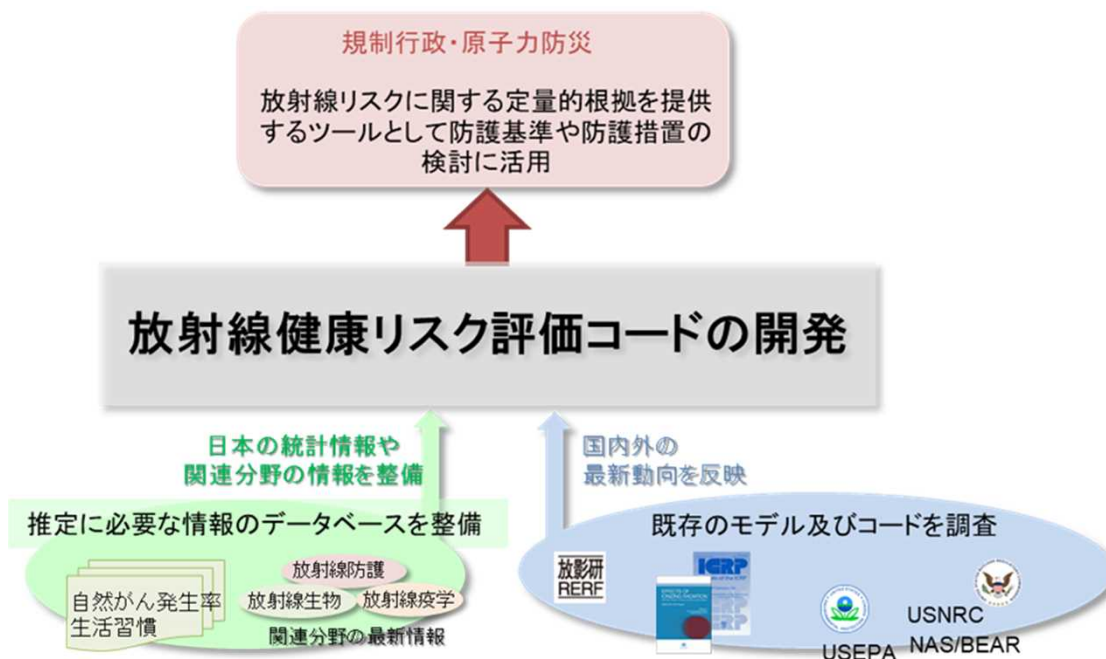 規制行政・原子力防災
放射線リスクに関する定量的根拠を提供
するツールとして防護基準や防護措置の
検討に活用
放射線健康リスク評価コードの開発
日本の統計情報や
関連分野の情報を整備
国内外の
最新動向を反映
推定に必要な情報のデータベースを整備
自然がん発生率
生活習慣
放射線防護
放射線生物
放射線疫学
関連分野の最新情報
既存のモデル及びコードを調査
放影研
RERF
ICRP
EFFECTS OF
IONIZING RADIATION
USEPA
USNRC
NAS/BEAR